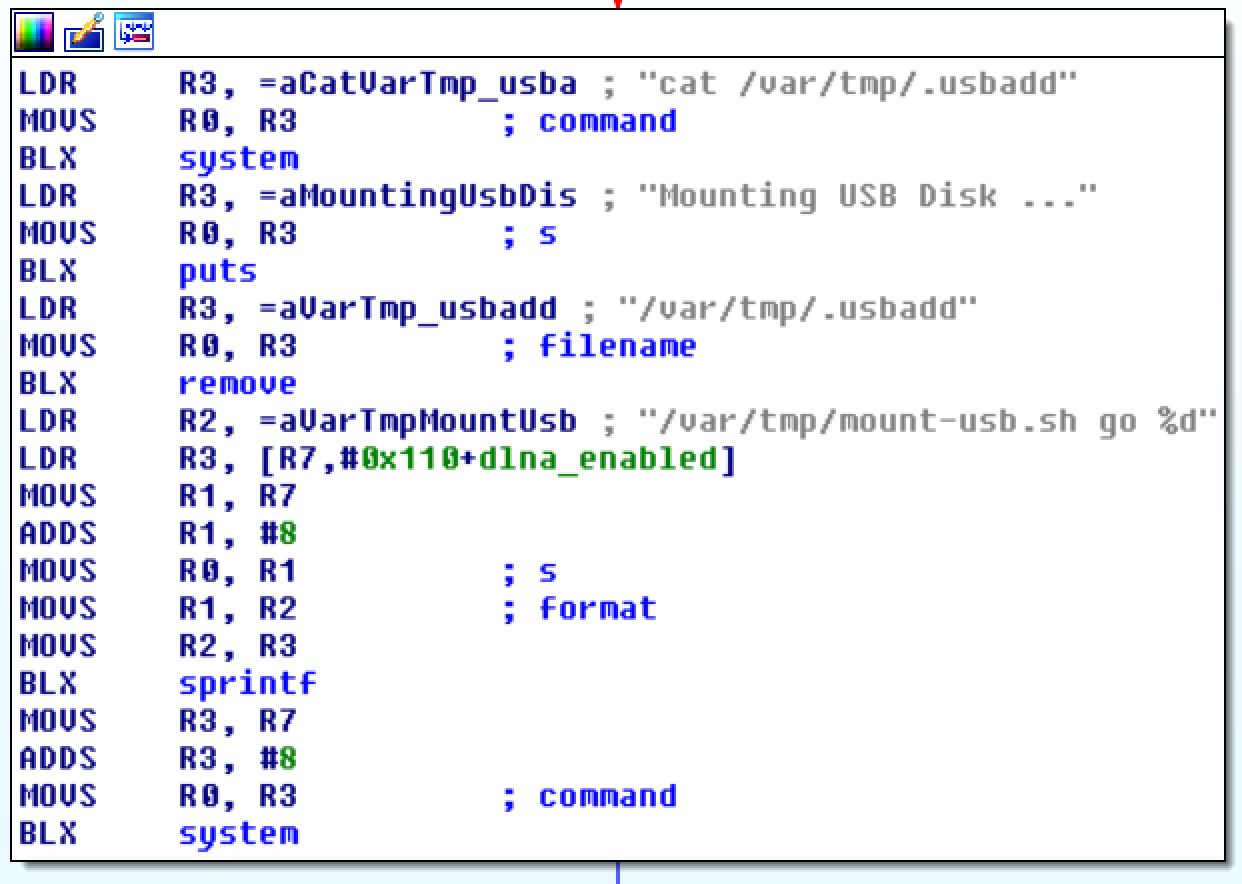 LDR R3, =aCatVarTmp_usba ; "cat /var/tmp/.usbadd"
MOVS R0, R3 ; command
BLX system
LDR R3, =aMountingUsbDis ; "Mounting USB Disk ..."
MOVS R0, R3 ; s
BLX puts
LDR R3, =aVarTmp_usbadd ; "/var/tmp/.usbadd"
MOVS R0, R3 ; filename
BLX remove
LDR R2, =aVarTmpMountUsb ; "/var/tmp/mount-usb.sh go %d"
LDR R3, [R7,#0x110+dlna_enabled]
MOVS R1, R7
ADDS R1, #8
MOVS R0, R1 ; s
MOVS R1, R2 ; format
MOVS R2, R3
BLX sprintf
MOVS R3, R7
ADDS R3, #8
MOVS R0, R3 ; command
BLX system